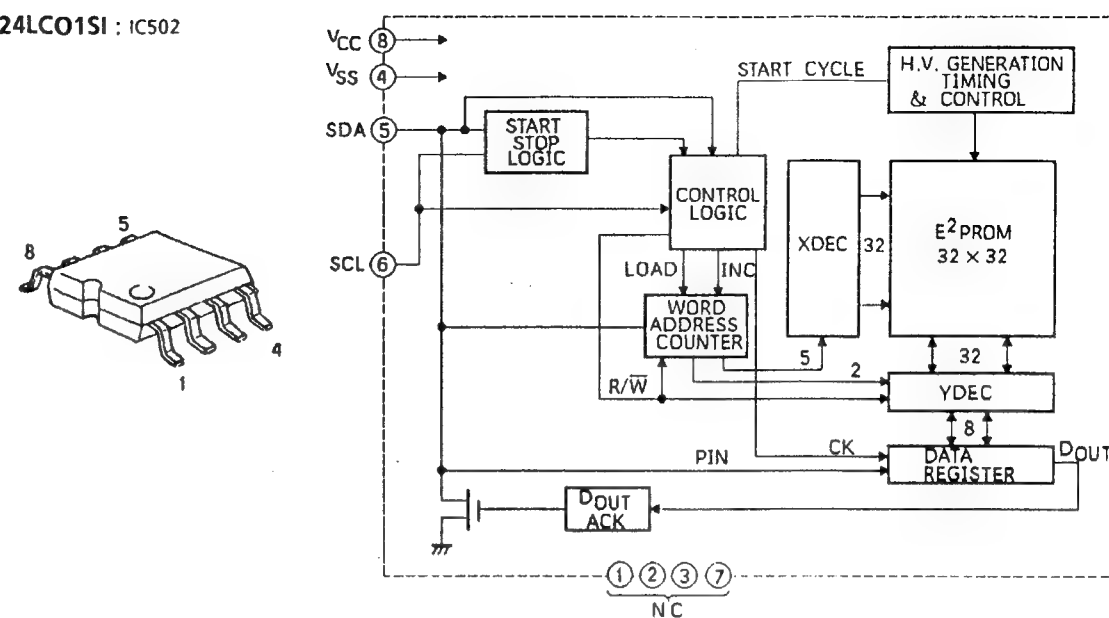 24LC01SI : IC502
VCC 8
VSS 4
SDA 5
SCL 6
START
STOP
LOGIC
START CYCLE
H.V. GENERATION
TIMING
& CONTROL
CONTROL
LOGIC
XDEC
32
E2PROM
32 × 32
LOAD
INC
WORD
ADDRESS
COUNTER
5
2
32
R/W̅
YDEC
8
PIN
CK
DATA
REGISTER
DOUT
DOUT
ACK
1 2 3 7
NC
5
8
4
1